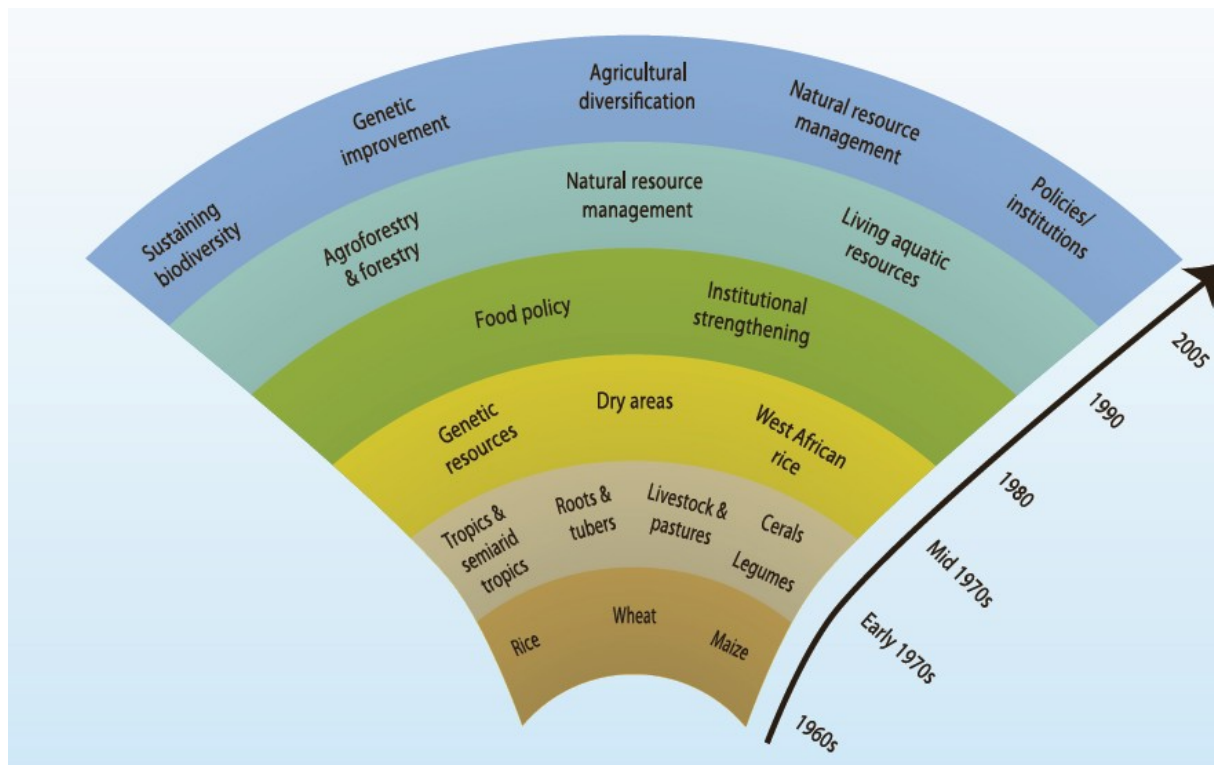 Agricultural
diversification
Genetic
improvement
Natural resource
management
Sustaining
biodiversity
Policies/
institutions
Natural resource
management
Agroforestry
& forestry
Living aquatic
resources
Food policy
Institutional
strengthening
Genetic
resources
Dry areas
West African
rice
Tropics &
semiarid
tropics
Roots &
tubers
Livestock &
pastures
Cerals
Legumes
Rice
Wheat
Maize
2005
1990
1980
Mid 1970s
Early 1970s
1960s